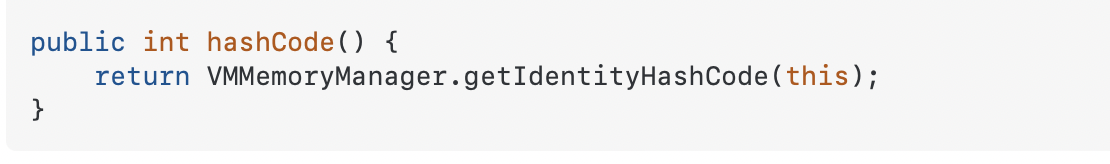 public int hashCode() {
    return VMMemoryManager.getIdentityHashCode(this);
}